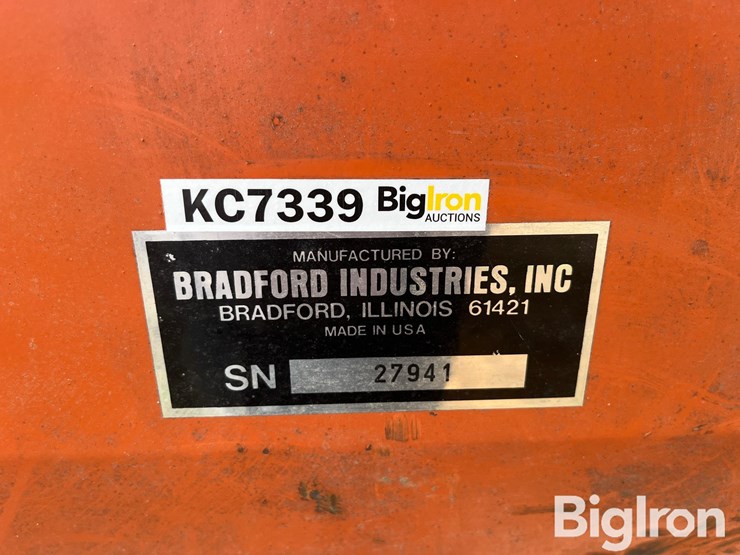 KC7339 BigIron
AUCTIONS
MANUFACTURED BY:
BRADFORD INDUSTRIES, INC
BRADFORD, ILLINOIS 61421
MADE IN USA
SN 27941
BigIron